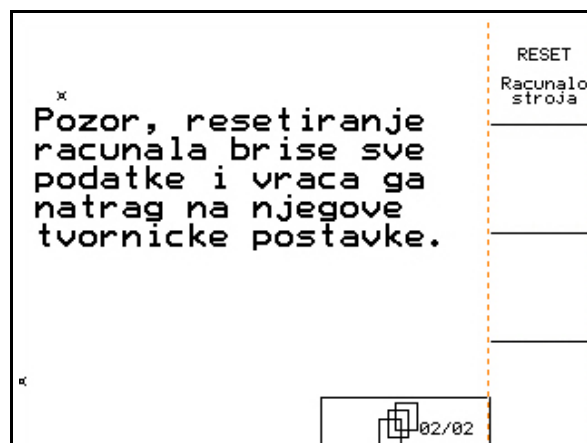 Pozor, resetiranje
racunala brise sve
podatke i vraca ga
natrag na njegove
tvornicke postavke.
RESET
Racunalo
stroja
02/02